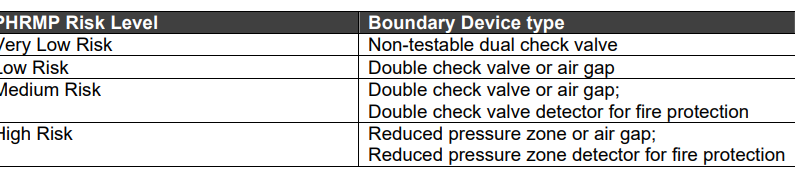 PHRMP Risk Level Boundary Device type
Very Low Risk Non-testable dual check valve
Low Risk Double check valve or air gap
Medium Risk Double check valve or air gap;
Double check valve detector for fire protection
High Risk Reduced pressure zone or air gap;
Reduced pressure zone detector for fire protection